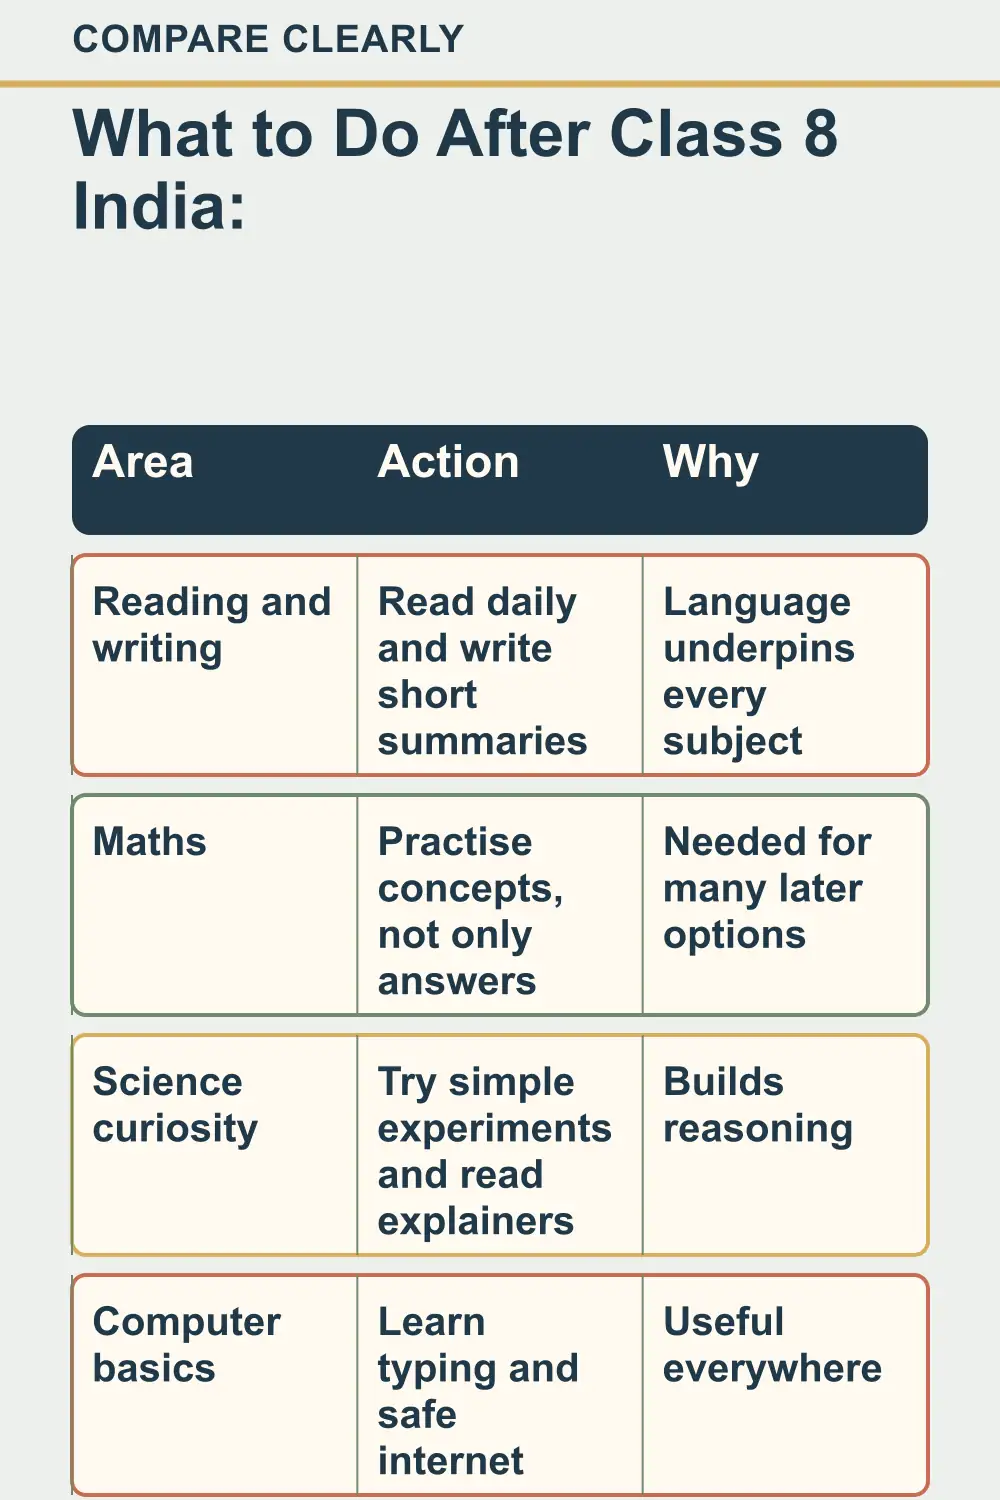 COMPARE CLEARLY
What to Do After Class 8
India:
Area
Action
Why
Reading and
writing
Read daily
and write
short
summaries
Language
underpins
every
subject
Maths
Practise
concepts,
not only
answers
Needed for
many later
options
Science
curiosity
Try simple
experiments
and read
explainers
Builds
reasoning
Computer
basics
Learn
typing and
safe
internet
Useful
everywhere